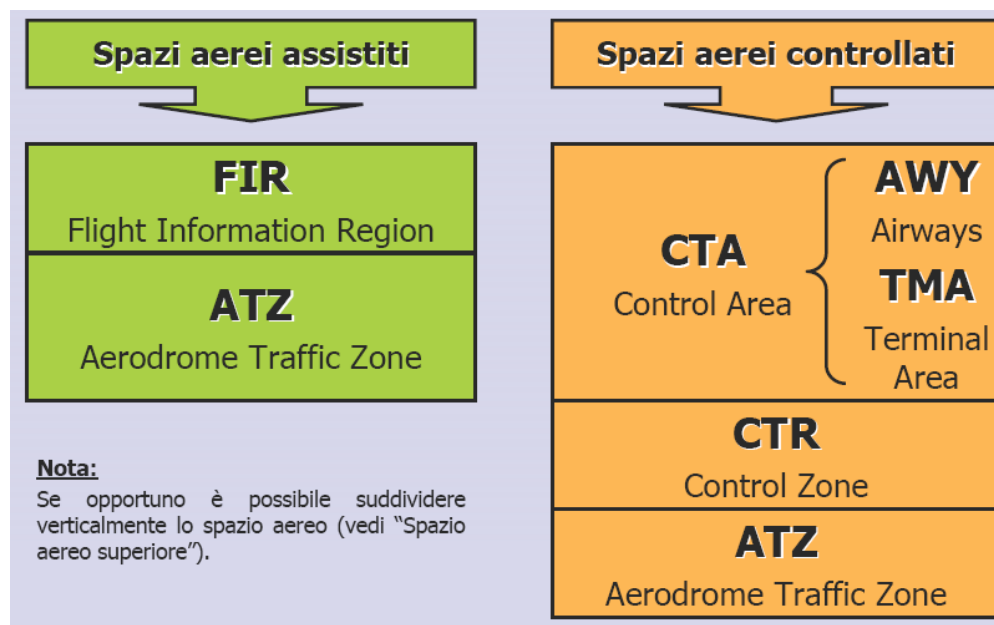 Spazi aerei assistiti
FIR
Flight Information Region
ATZ
Aerodrome Traffic Zone
Nota:
Se opportuno è possibile suddividere
verticalmente lo spazio aereo (vedi “Spazio
aereo superiore”).
Spazi aerei controllati
CTA
Control Area
AWY
Airways
TMA
Terminal
Area
CTR
Control Zone
ATZ
Aerodrome Traffic Zone